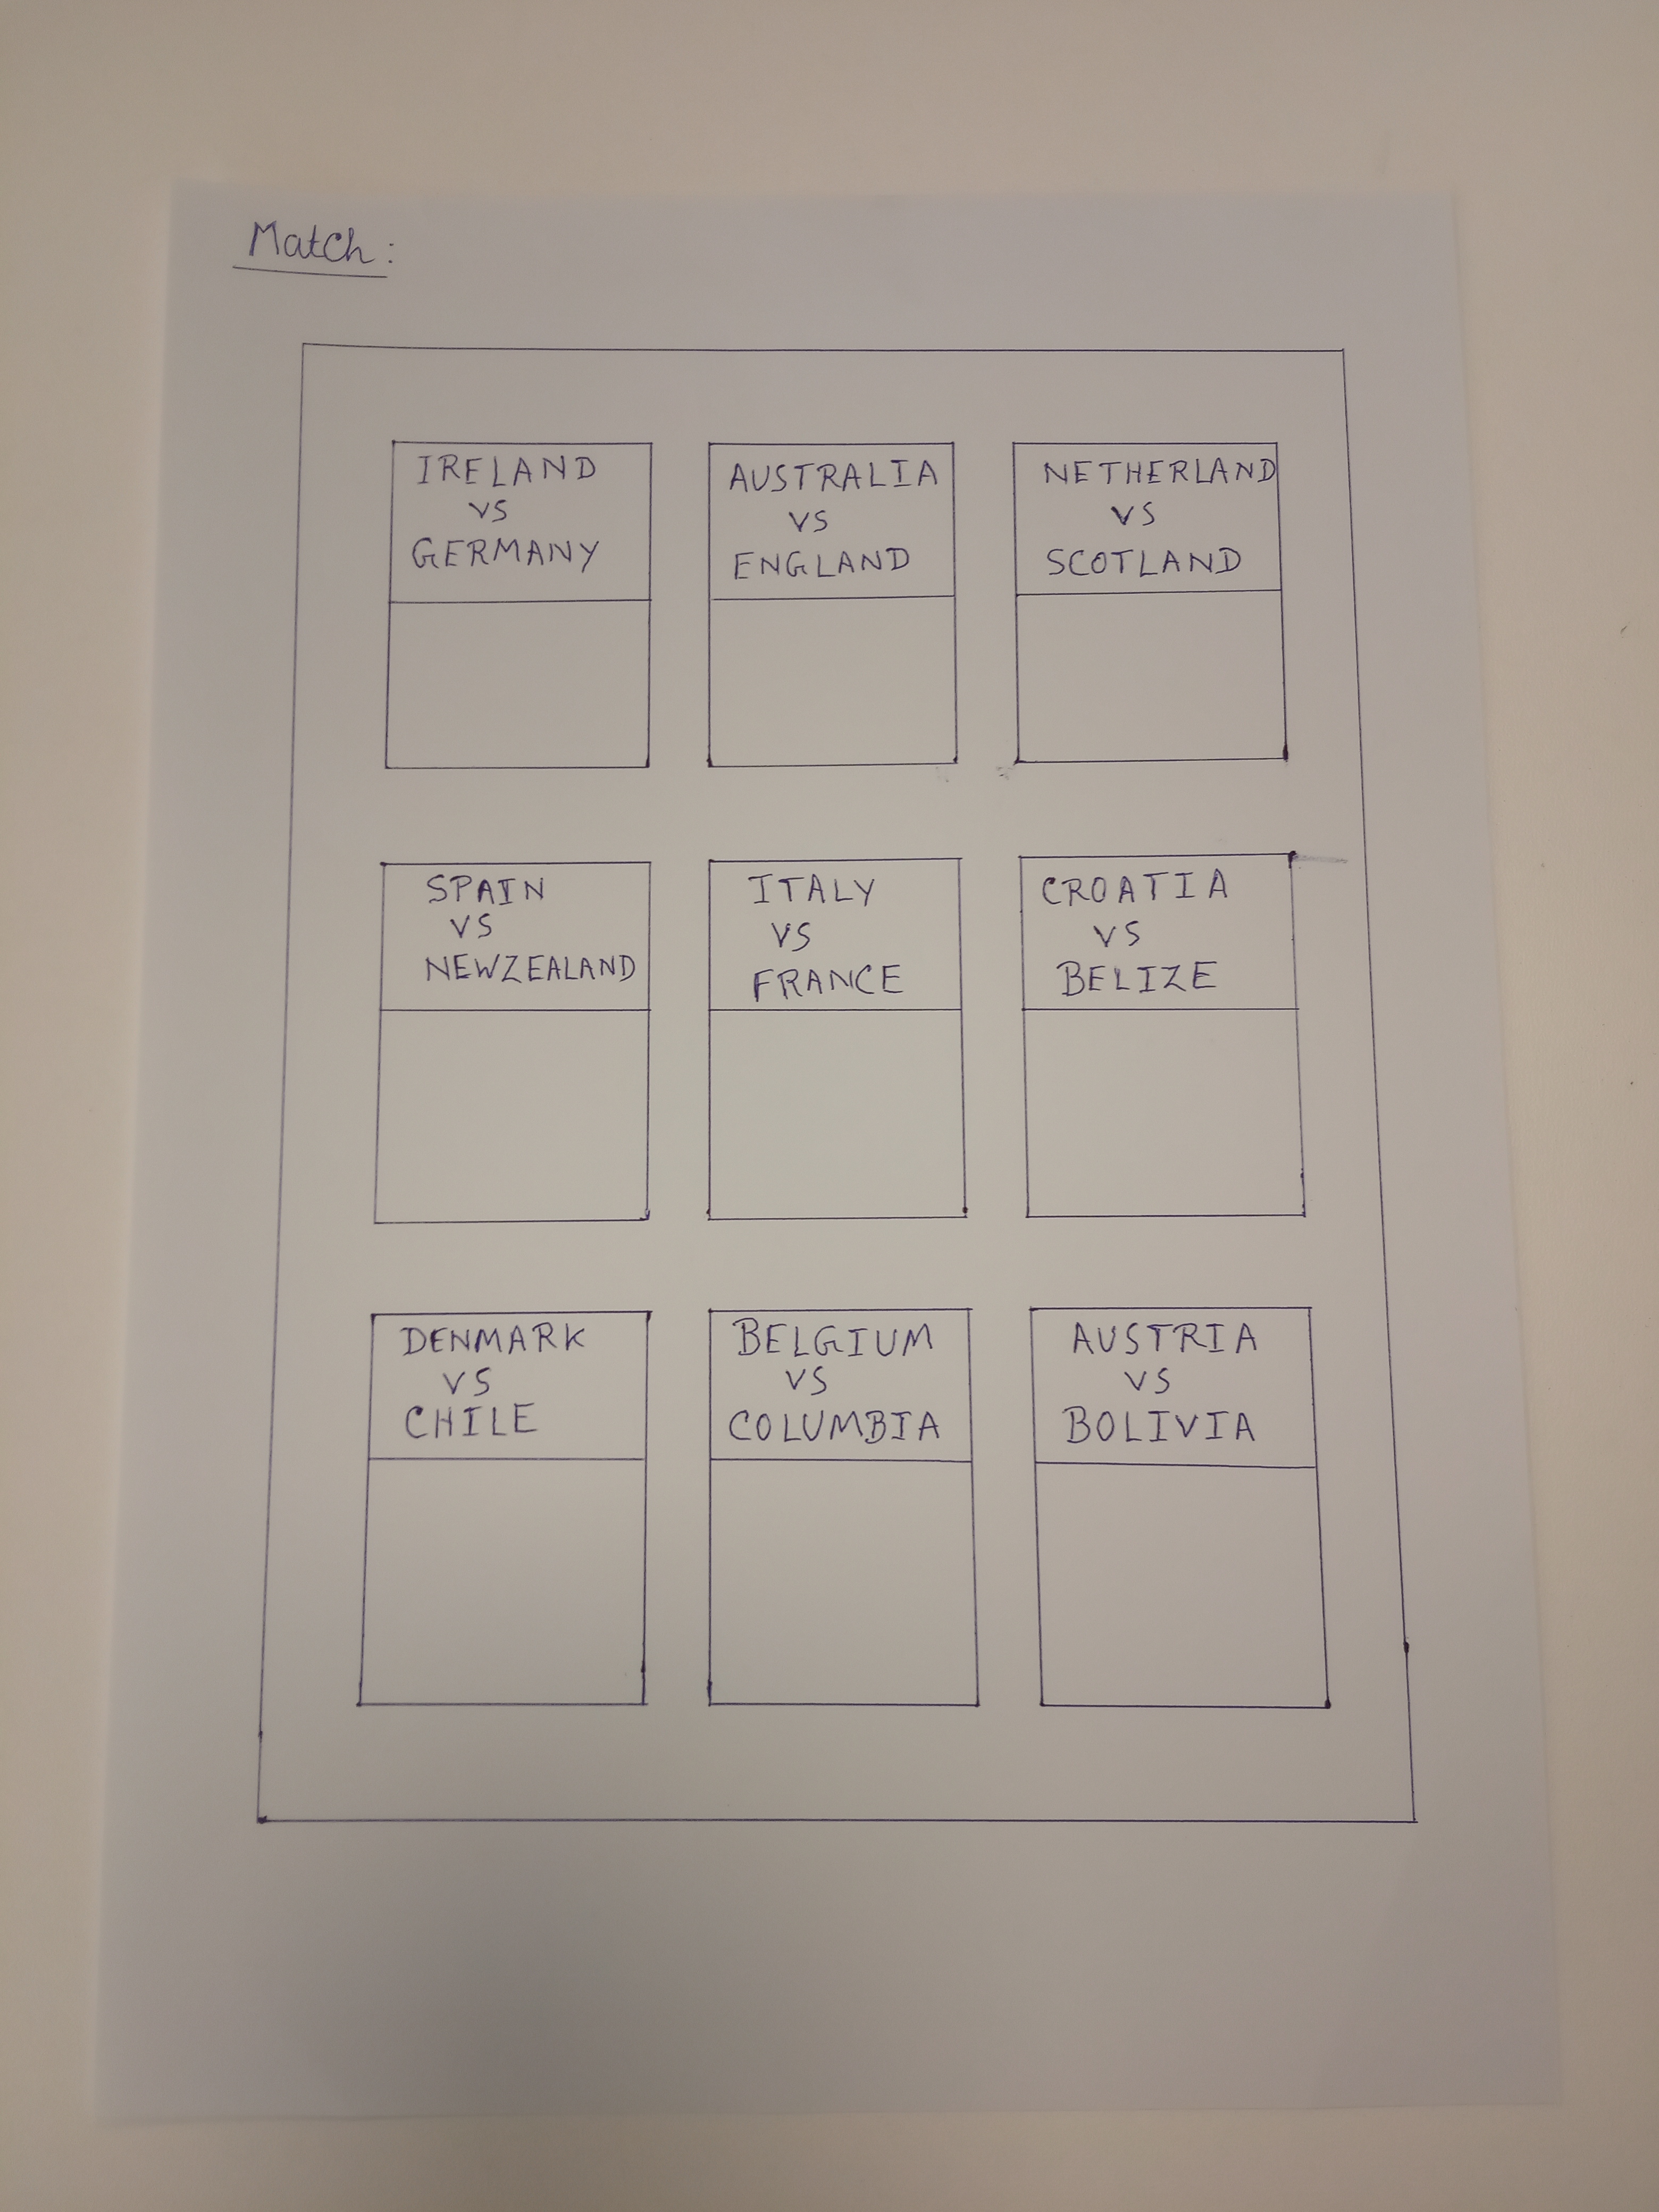 Match:
IRELAND
VS
GERMANY
AUSTRALIA
VS
ENGLAND
NETHERLAND
VS
SCOTLAND
SPAIN
VS
NEWZEALAND
ITALY
VS
FRANCE
CROATIA
VS
BELIZE
DENMARK
VS
CHILE
BELGIUM
VS
COLUMBIA
AUSTRIA
VS
BOLIVIA